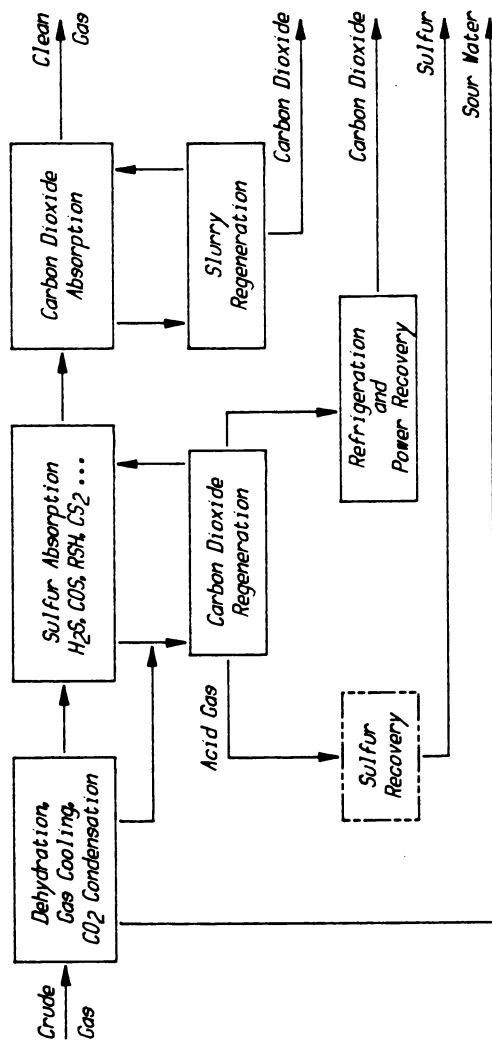 Crude
Gas
Dehydration,
Gas Cooling,
CO2 Condensation
Sulfur Absorption
H2S, COS, RSH, CS2 ...
Carbon Dioxide
Absorption
Clean
Gas
Acid Gas
Carbon Dioxide
Regeneration
Slurry
Regeneration
Carbon Dioxide
Sulfur
Recovery
Refrigeration
and
Power Recovery
Carbon Dioxide
Sulfur
Sour Water